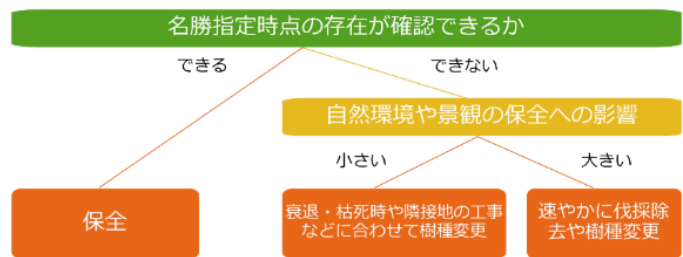 名勝指定時点の存在が確認できるか
できる
できない
自然環境や景観の保全への影響
小さい
大きい
保全
衰退・枯死時や隣接地の工事
などに合わせて樹種変更
速やかに伐採除
去や樹種変更